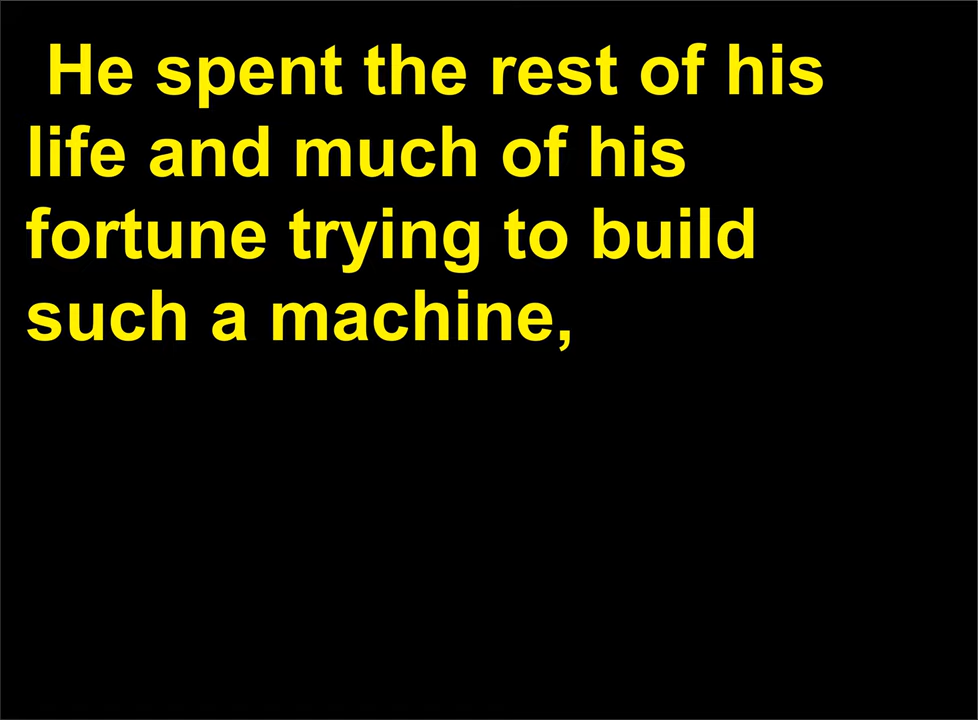 He spent the rest of his
life and much of his
fortune trying to build
such a machine,